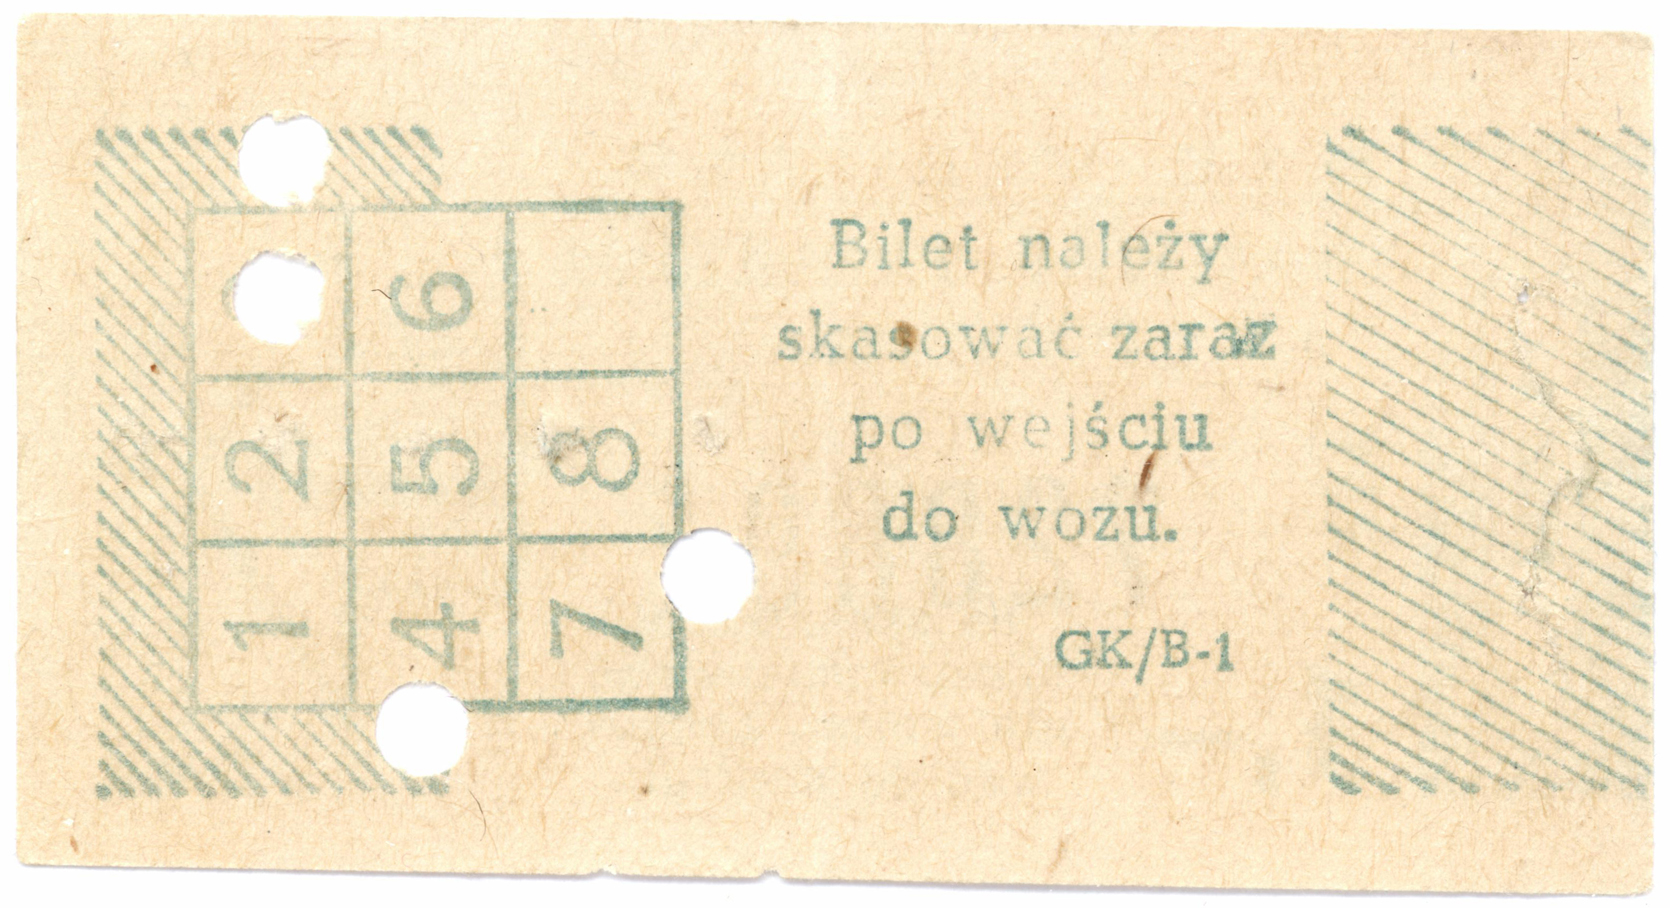 6
2 5 8
1 4 7
Bilet należy
skasować zaraz
po wejściu
do wozu.
GK/B-1